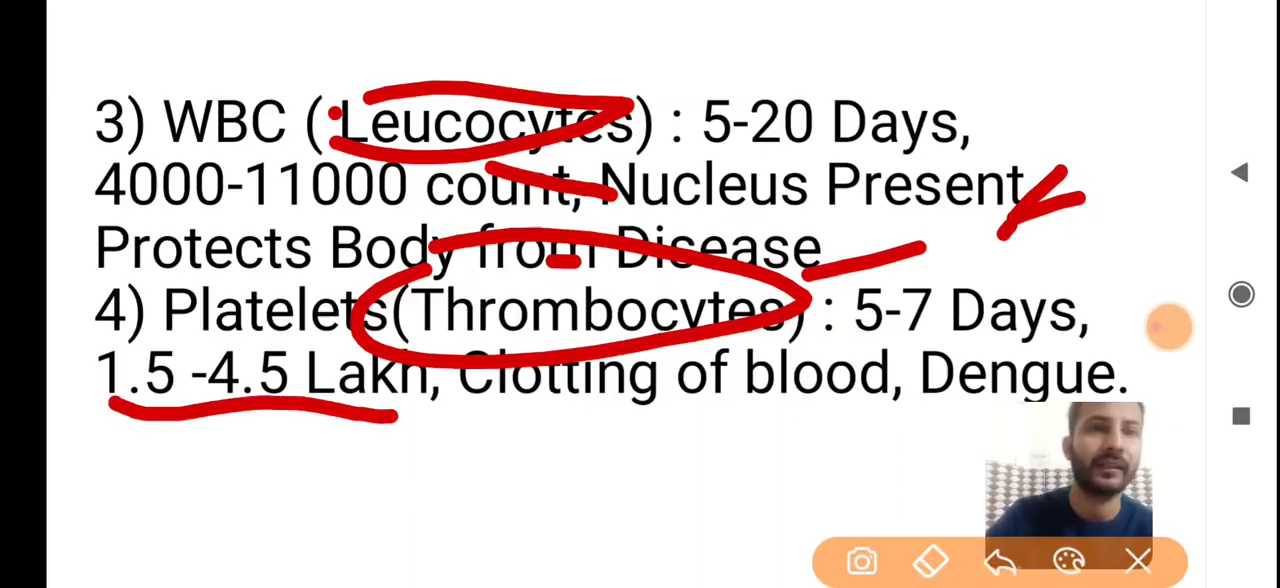 3) WBC ( Leucocytes) : 5-20 Days,
4000-11000 count, Nucleus Present
Protects Body from Disease
4) Platelets(Thrombocytes) : 5-7 Days,
1.5 -4.5 Lakh, Clotting of blood, Dengue.